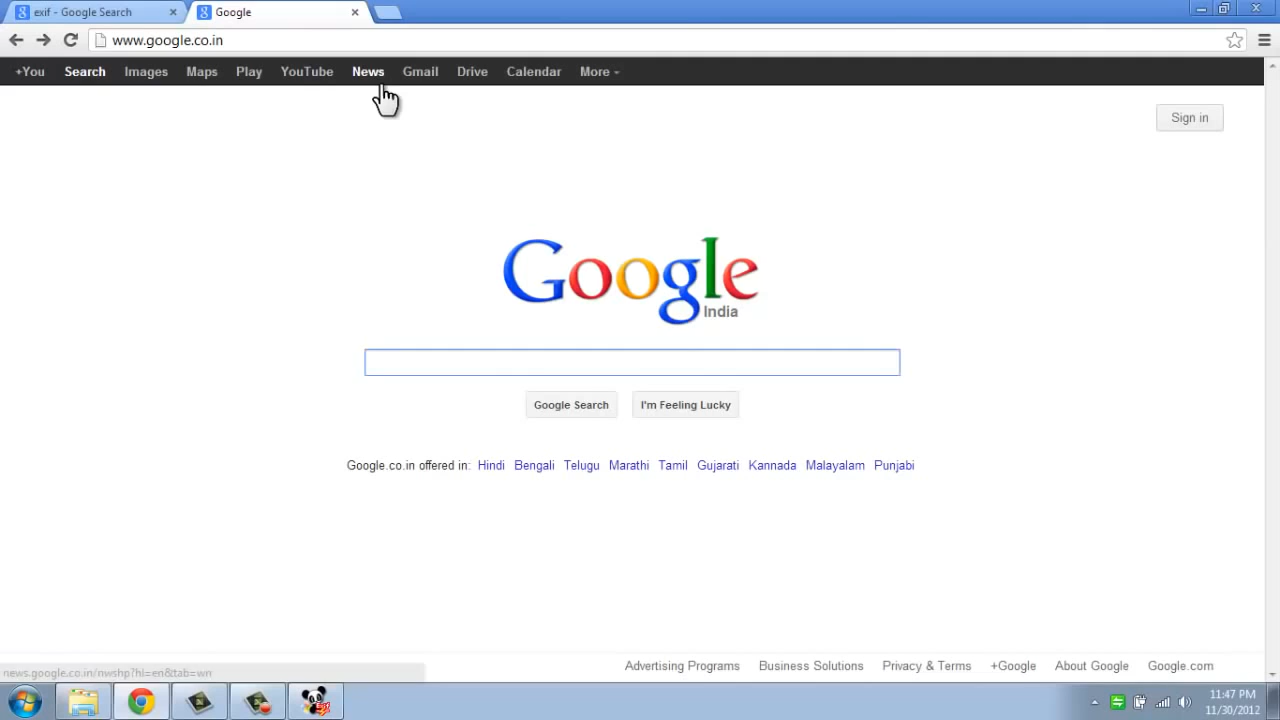 exif - Google Search
Google
www.google.co.in
+You Search Images Maps Play YouTube News Gmail Drive Calendar More
Sign in
Google
India
Google Search I'm Feeling Lucky
Google.co.in offered in: Hindi Bengali Telugu Marathi Tamil Gujarati Kannada Malayalam Punjabi
Advertising Programs Business Solutions Privacy & Terms +Google About Google Google.com
news.google.co.in/nwshp?hl=en&tab=wn
11:47 PM
11/30/2012